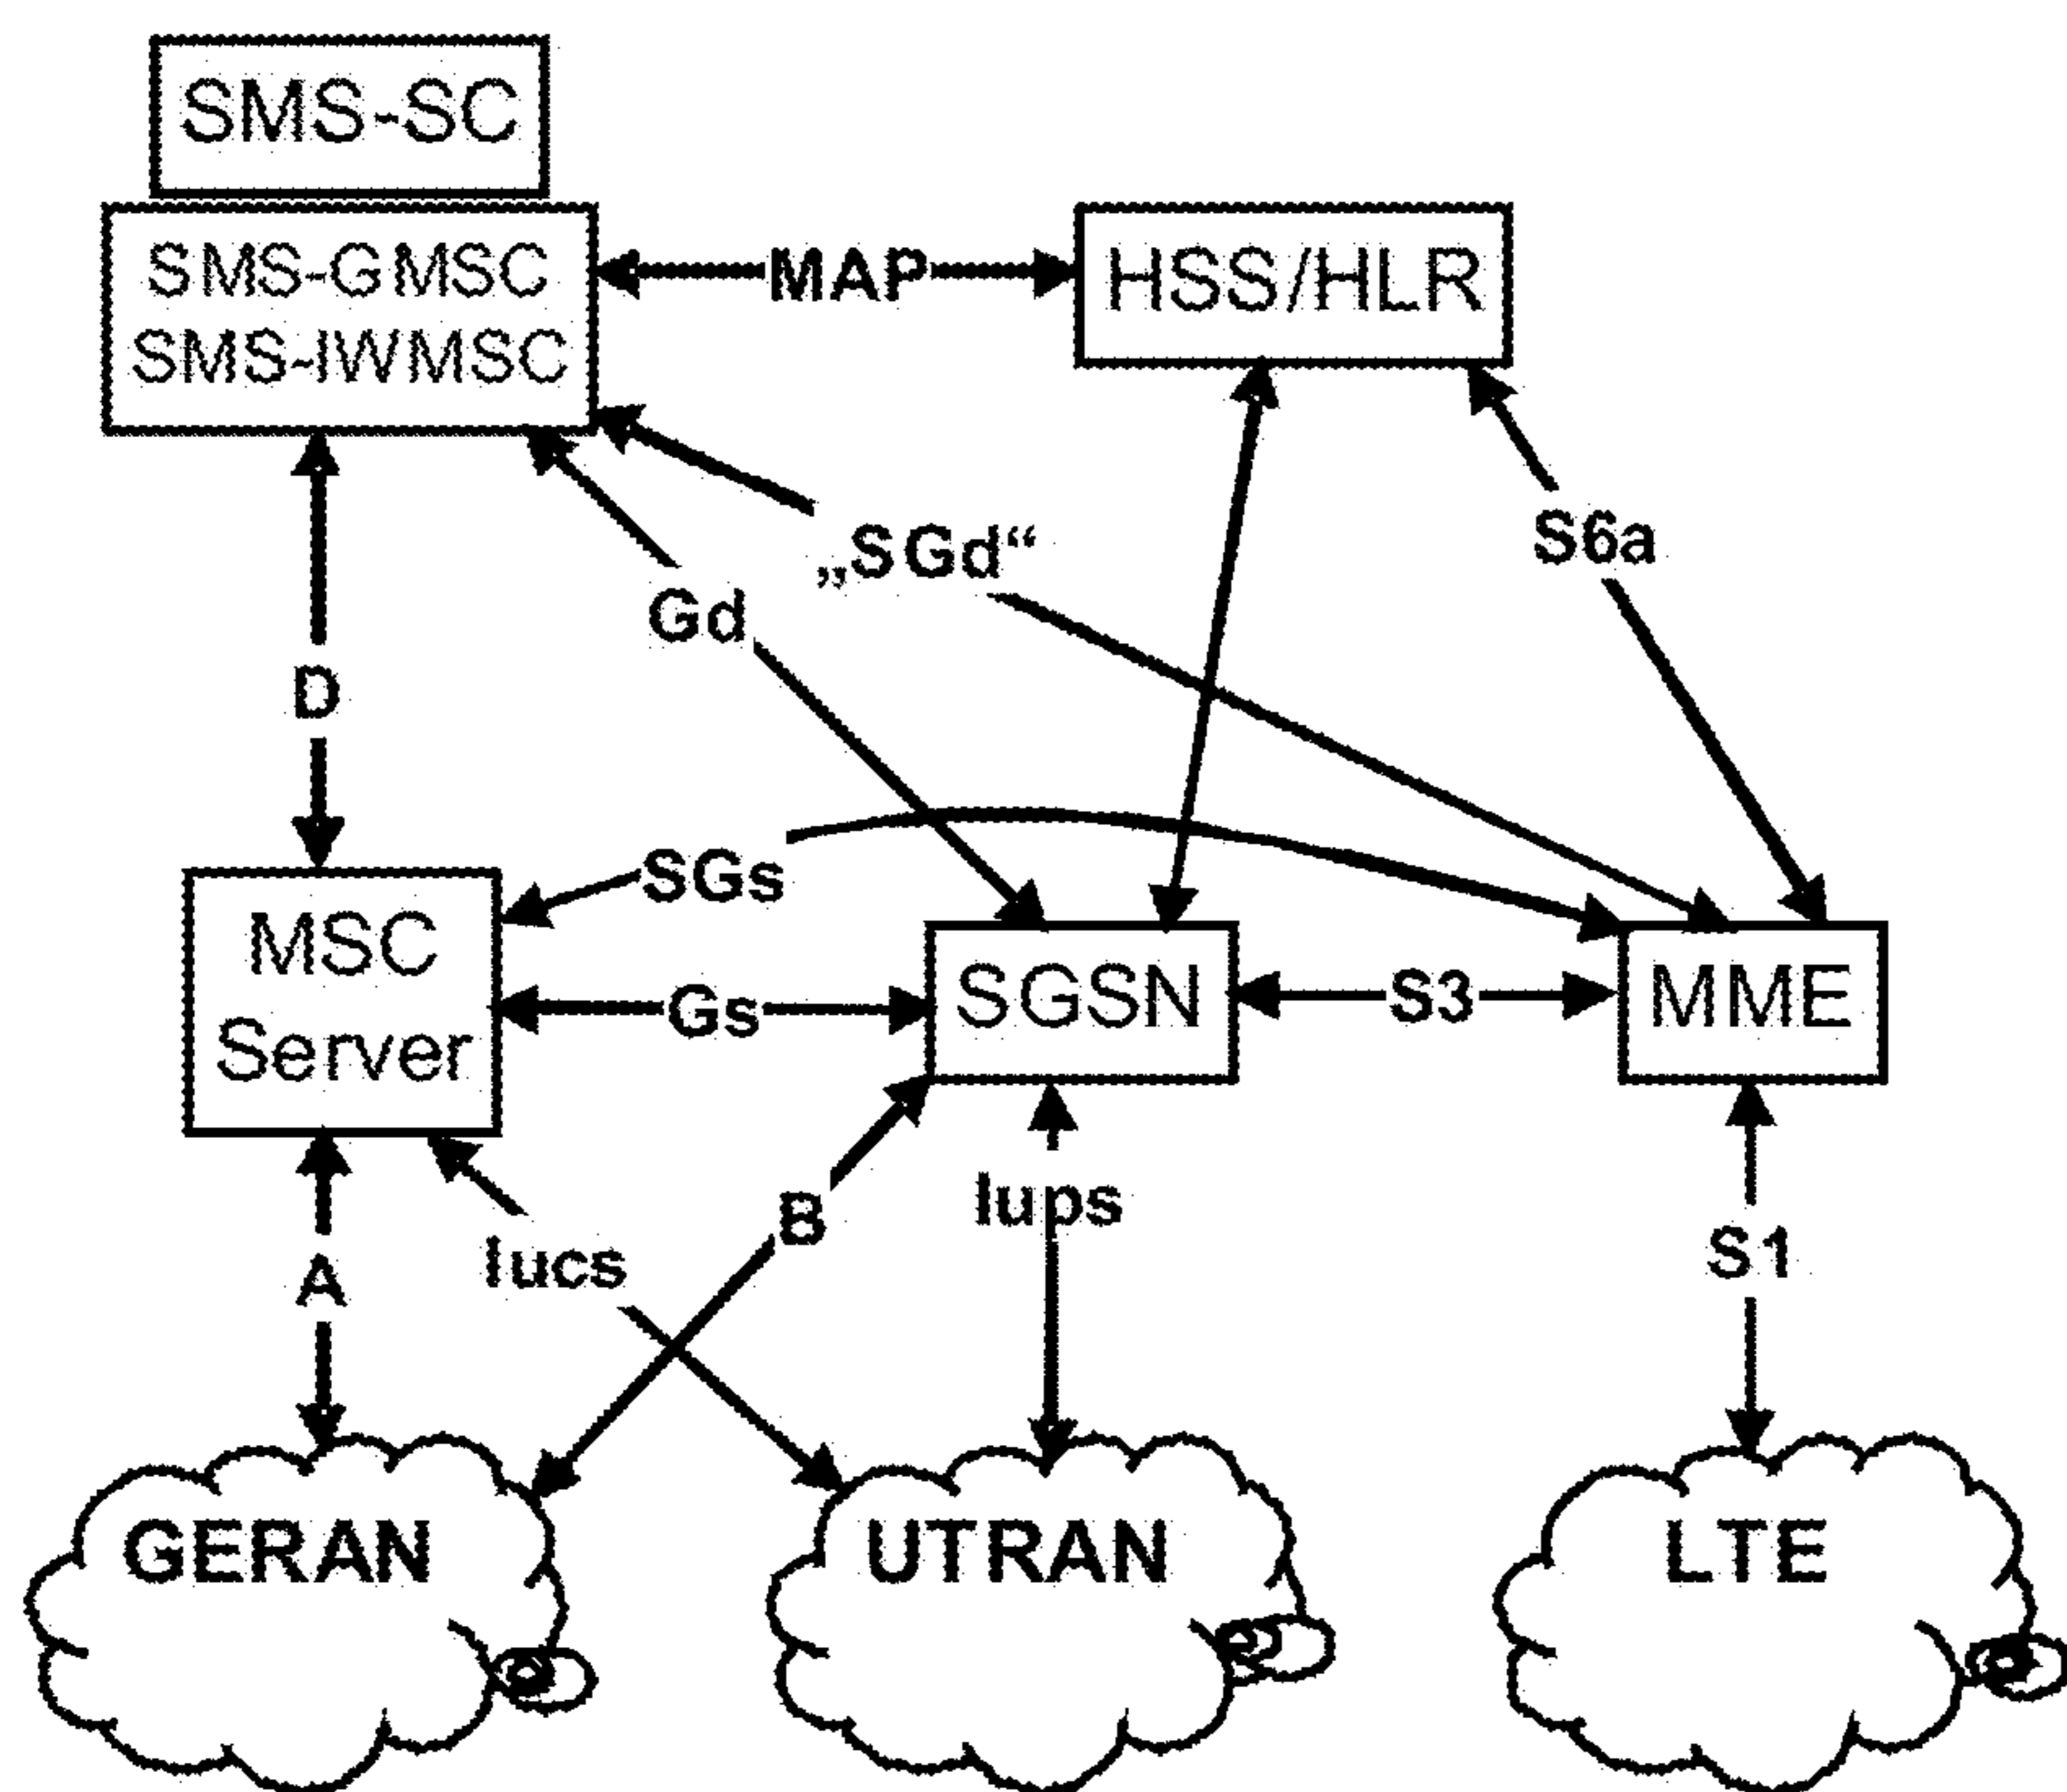 SMS-SC
SMS-GMSC
SMS-IWMSC
MAP
HSS/HLR
„SGd“
S6a
Gd
D
SGs
MSC
Server
Gs
SGSN
S3
MME
A
Iucs
B
Iups
S1
GERAN
UTRAN
LTE